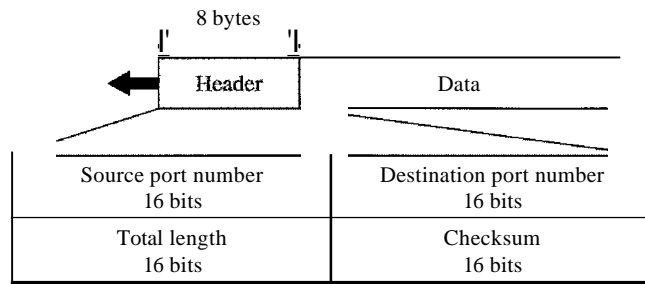 8 bytes
Header
Data
Source port number
16 bits
Destination port number
16 bits
Total length
16 bits
Checksum
16 bits